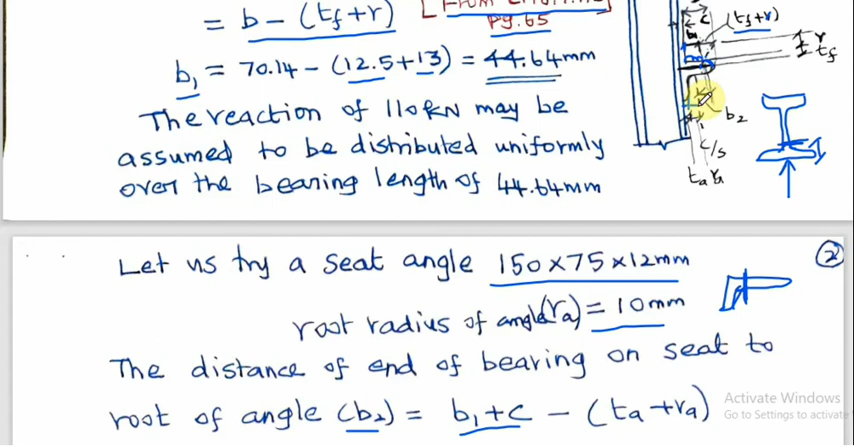 = b - (tf+r) [From
Pg.65
b1 = 70.14 - (12.5+13) = 44.64mm
The reaction of 110KN may be
assumed to be distributed uniformly
over the bearing length of 44.64mm
c
(tf+r)
r
tf
b2
c/s
ta ra
Let us try a seat angle 150x75x12mm
2
root radius of angle(ra) = 10mm
The distance of end of bearing on seat to
root of angle (b2) = b1+c - (ta+ra)
Activate Windows
Go to Settings to activate